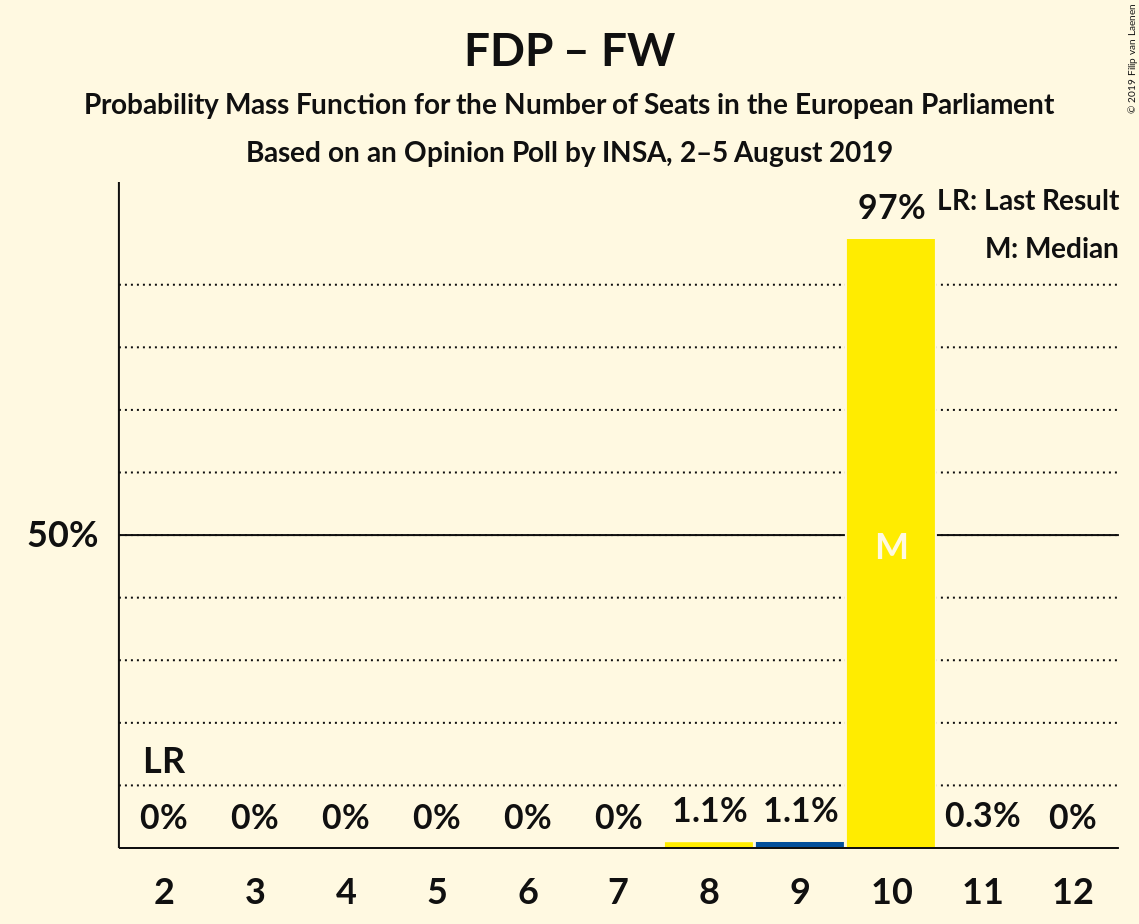 FDP – FW
Probability Mass Function for the Number of Seats in the European Parliament
Based on an Opinion Poll by INSA, 2–5 August 2019
© 2019 Filip van Laenen
LR: Last Result
M: Median
97%
50%
M
LR
0% 0% 0% 0% 0% 0% 1.1% 1.1% 0.3% 0%
2 3 4 5 6 7 8 9 10 11 12